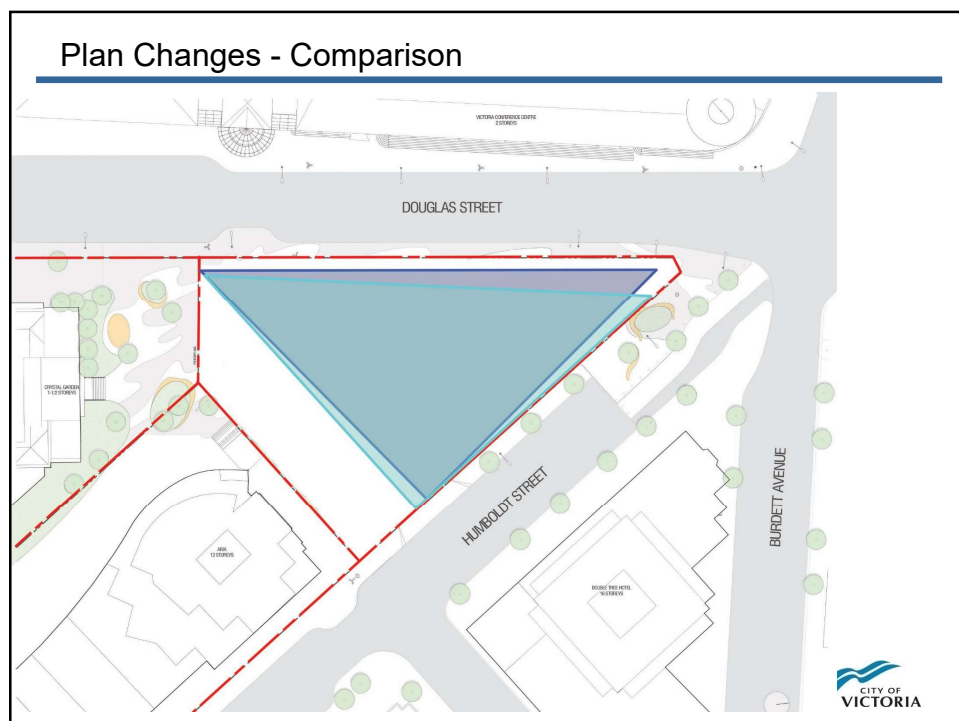 Plan Changes - Comparison
VICTORIA CONFERENCE CENTRE
2 STOREYS
DOUGLAS STREET
CRYSTAL GARDEN
1-1/2 STOREYS
ARIA
12 STOREYS
HUMBOLDT STREET
BURDETT AVENUE
DOUBLE TREE HOTEL
16 STOREYS
CITY OF
VICTORIA